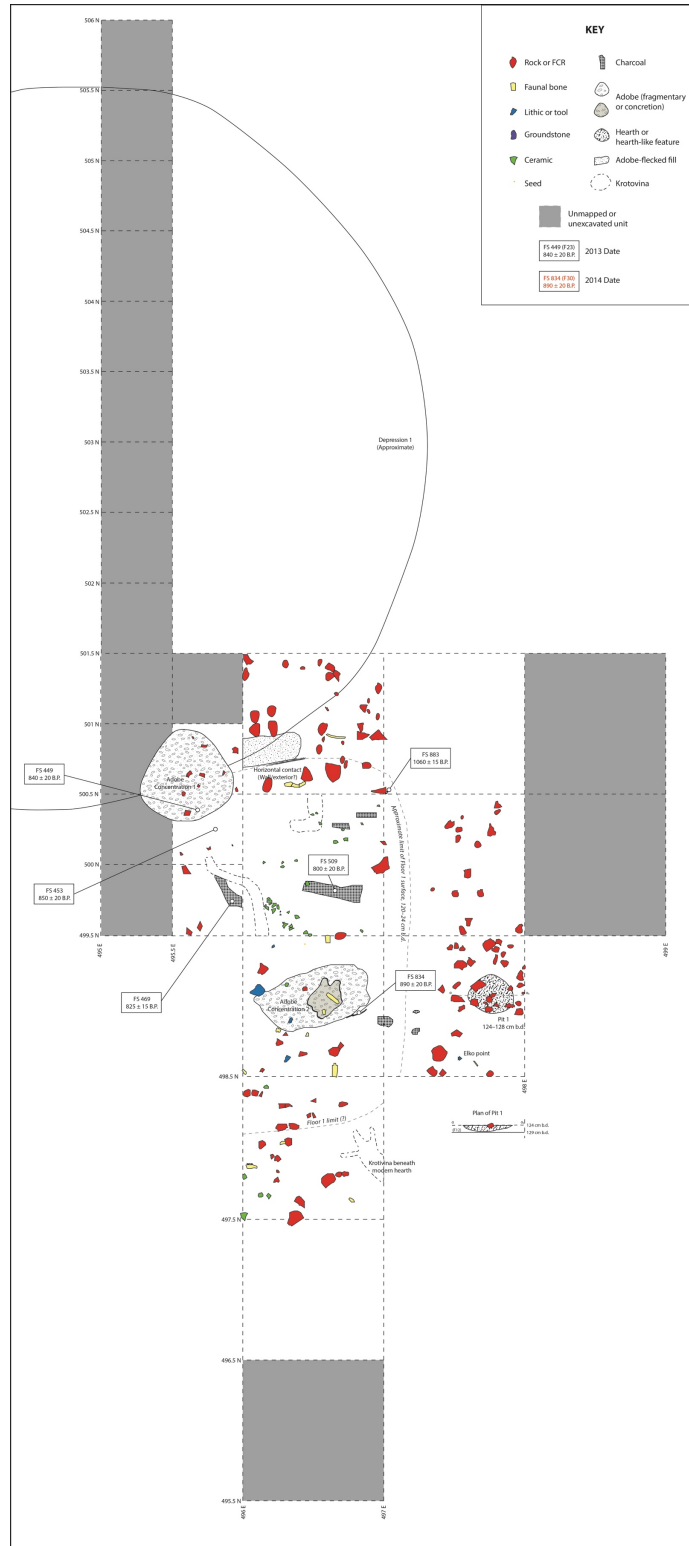 KEY
Rock or FCR
Faunal bone
Lithic or tool
Groundstone
Ceramic
Seed
Charcoal
Adobe (fragmentary
or concretion)
Hearth or
hearth-like feature
Adobe-flecked fill
Krotovina
Unmapped or
unexcavated unit
FS 449 (F23)
840 ± 20 B.P.
2013 Date
FS 834 (F30)
890 ± 20 B.P.
2014 Date
506 N
505.5 N
505 N
504.5 N
504 N
503.5 N
503 N
Depression 1
(Approximate)
502.5 N
502 N
501.5 N
501 N
Horizontal contact
(Wall/exterior?)
FS 883
1060 ± 15 B.P.
FS 449
840 ± 20 B.P.
Adobe
Concentration 1
500.5 N
Approximate limit of Floor 1 surface, 120–24 cm b.d.
500 N
FS 509
800 ± 20 B.P.
FS 453
850 ± 20 B.P.
499.5 N
495 E
495.5 E
499 E
FS 469
825 ± 15 B.P.
FS 834
890 ± 20 B.P.
Adobe
Concentration
Pit 1
124–128 cm b.d.
Elko point
498.5 N
498 E
Plan of Pit 1
124 cm b.d.
129 cm b.d.
Floor 1 limit (?)
Krotivina beneath
modern hearth
497.5 N
496.5 N
495.5 N
496 E
497 E